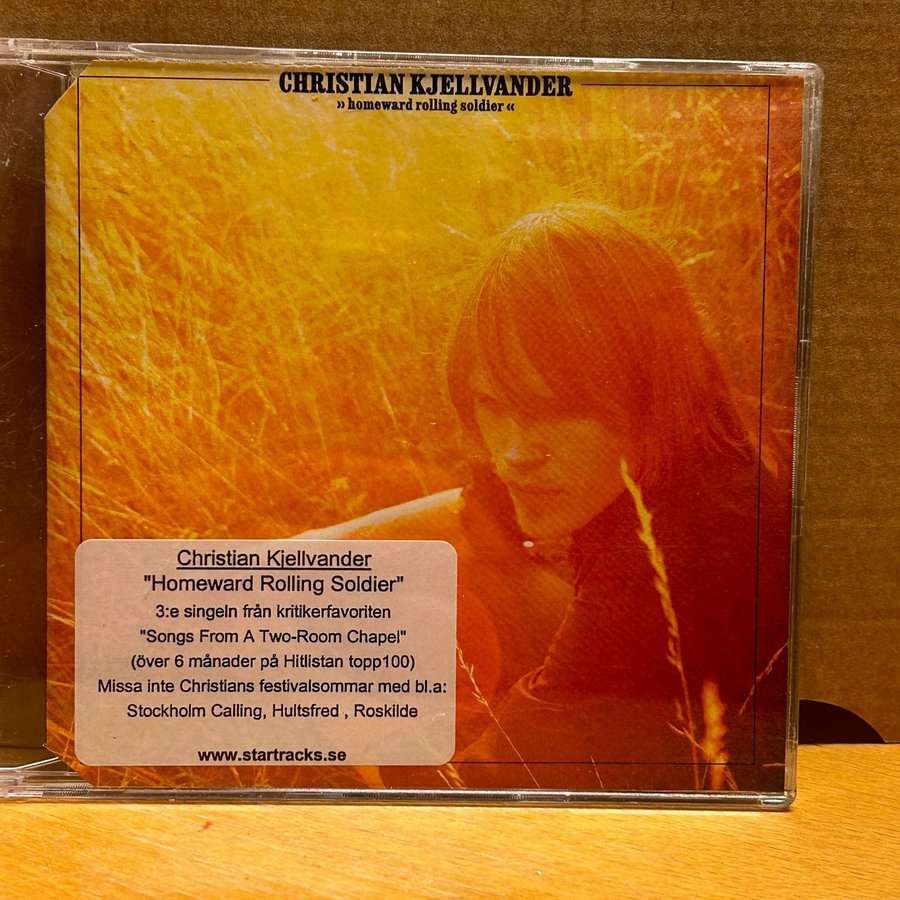 CHRISTIAN KJELLVANDER
» homeward rolling soldier «
Christian Kjellvander
"Homeward Rolling Soldier"
3:e singeln från kritikerfavoriten
"Songs From A Two-Room Chapel"
(över 6 månader på Hitlistan topp100)
Missa inte Christians festivalsommar med bl.a:
Stockholm Calling, Hultsfred , Roskilde
www.startracks.se